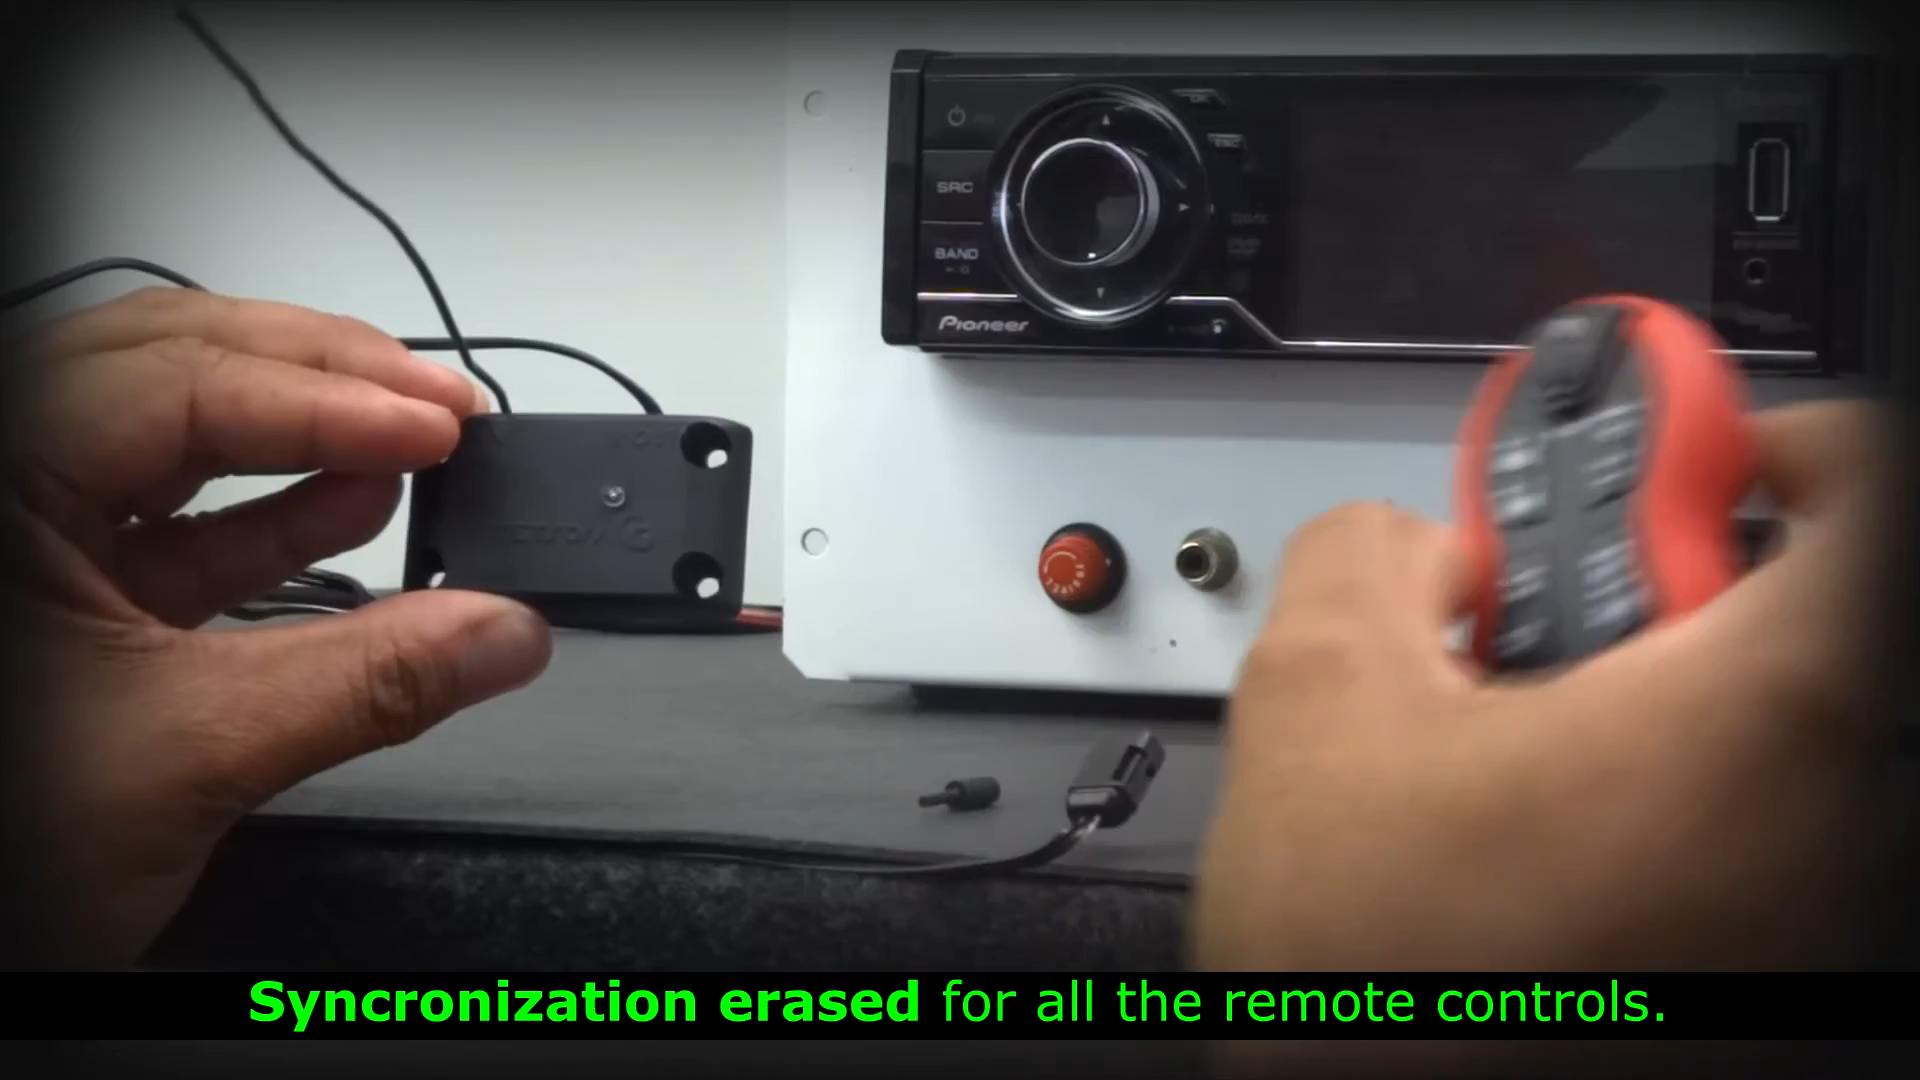 SRC
BAND
Pioneer
Syncronization erased for all the remote controls.